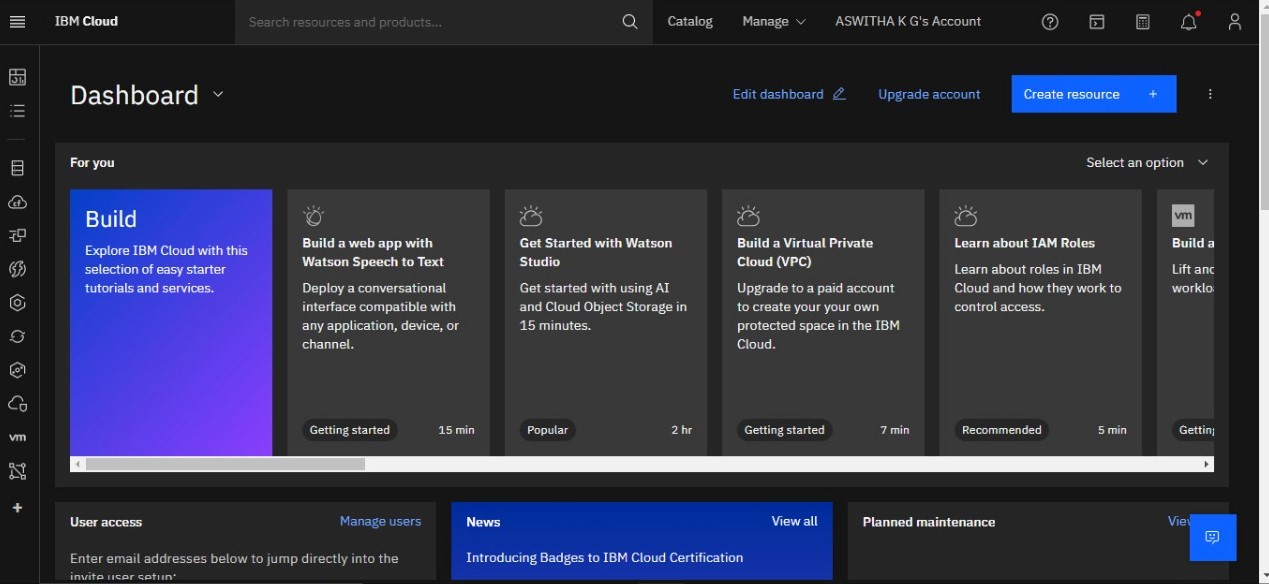 IBM Cloud
Search resources and products...
Catalog
Manage
ASWITHA K G's Account
Dashboard
Edit dashboard
Upgrade account
Create resource +
For you
Select an option
Build
Explore IBM Cloud with this
selection of easy starter
tutorials and services.
Build a web app with
Watson Speech to Text
Deploy a conversational
interface compatible with
any application, device, or
channel.
Getting started
15 min
Get Started with Watson
Studio
Get started with using AI
and Cloud Object Storage in
15 minutes.
Popular
2 hr
Build a Virtual Private
Cloud (VPC)
Upgrade to a paid account
to create your your own
protected space in the IBM
Cloud.
Getting started
7 min
Learn about IAM Roles
Learn about roles in IBM
Cloud and how they work to
control access.
Recommended
5 min
vm
Build a
Lift and
vm
User access
Manage users
Enter email addresses below to jump directly into the
invite user setup:
News
View all
Introducing Badges to IBM Cloud Certification
Planned maintenance